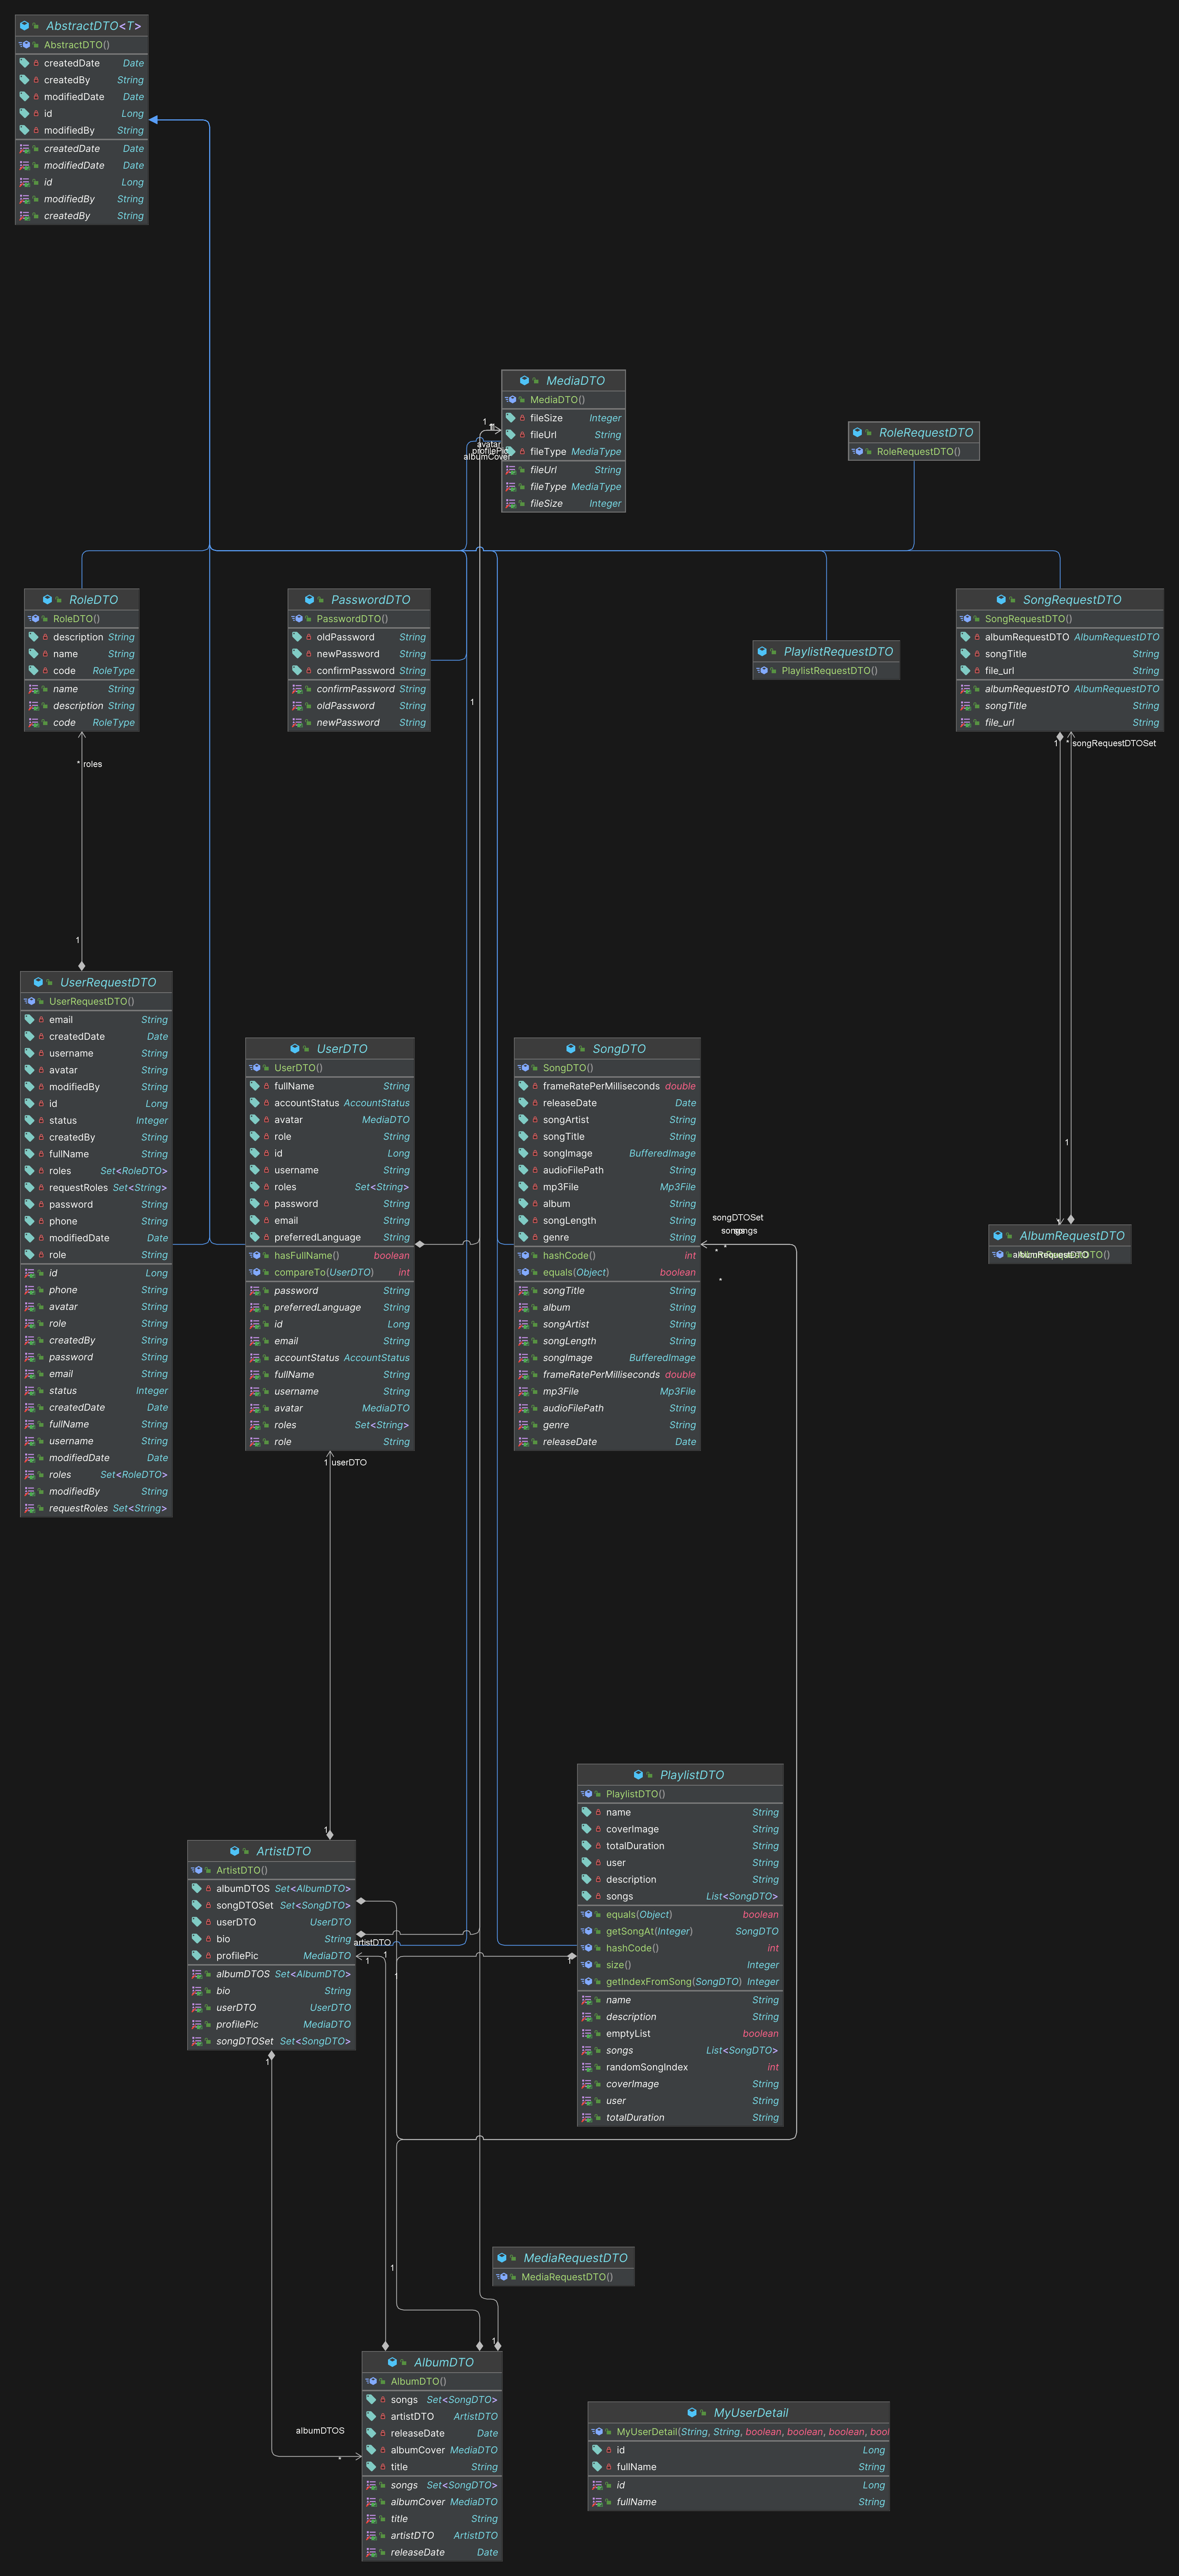 AbstractDTO<T>
AbstractDTO()
createdDate Date
createdBy String
modifiedDate Date
id Long
modifiedBy String
createdDate Date
modifiedDate Date
id Long
modifiedBy String
createdBy String
MediaDTO
MediaDTO()
fileSize Integer
fileUrl String
fileType MediaType
fileUrl String
fileType MediaType
fileSize Integer
1
avatar
profilePic
albumCover
RoleRequestDTO
RoleRequestDTO()
RoleDTO
RoleDTO()
description String
name String
code RoleType
name String
description String
code RoleType
* roles
1
PasswordDTO
PasswordDTO()
oldPassword String
newPassword String
confirmPassword String
confirmPassword String
oldPassword String
newPassword String
1
PlaylistRequestDTO
PlaylistRequestDTO()
SongRequestDTO
SongRequestDTO()
albumRequestDTO AlbumRequestDTO
songTitle String
file_url String
albumRequestDTO AlbumRequestDTO
songTitle String
file_url String
1 * songRequestDTOSet
1
UserRequestDTO
UserRequestDTO()
email String
createdDate Date
username String
avatar String
modifiedBy String
id Long
status Integer
createdBy String
fullName String
roles Set<RoleDTO>
requestRoles Set<String>
password String
phone String
modifiedDate Date
role String
id Long
phone String
avatar String
role String
createdBy String
password String
email String
status Integer
createdDate Date
fullName String
username String
modifiedDate Date
roles Set<RoleDTO>
modifiedBy String
requestRoles Set<String>
UserDTO
UserDTO()
fullName String
accountStatus AccountStatus
avatar MediaDTO
role String
id Long
username String
roles Set<String>
password String
email String
preferredLanguage String
hasFullName() boolean
compareTo(UserDTO) int
password String
preferredLanguage String
id Long
email String
accountStatus AccountStatus
fullName String
username String
avatar MediaDTO
roles Set<String>
role String
1 userDTO
1
SongDTO
SongDTO()
frameRatePerMilliseconds double
releaseDate Date
songArtist String
songTitle String
songImage BufferedImage
audioFilePath String
mp3File Mp3File
album String
songLength String
genre String
hashCode() int
equals(Object) boolean
songTitle String
album String
songArtist String
songLength String
songImage BufferedImage
frameRatePerMilliseconds double
mp3File Mp3File
audioFilePath String
genre String
releaseDate Date
songDTOSet
songs
* *
*
AlbumRequestDTO
albumRequestDTO
PlaylistDTO
PlaylistDTO()
name String
coverImage String
totalDuration String
user String
description String
songs List<SongDTO>
equals(Object) boolean
getSongAt(Integer) SongDTO
hashCode() int
size() Integer
getIndexFromSong(SongDTO) Integer
name String
description String
emptyList boolean
songs List<SongDTO>
randomSongIndex int
coverImage String
user String
totalDuration String
1
ArtistDTO
ArtistDTO()
albumDTOS Set<AlbumDTO>
songDTOSet Set<SongDTO>
userDTO UserDTO
bio String
profilePic MediaDTO
albumDTOS Set<AlbumDTO>
bio String
userDTO UserDTO
profilePic MediaDTO
songDTOSet Set<SongDTO>
artistDTO
1
1
1
1
MediaRequestDTO
MediaRequestDTO()
1
1
AlbumDTO
AlbumDTO()
songs Set<SongDTO>
artistDTO ArtistDTO
releaseDate Date
albumCover MediaDTO
title String
songs Set<SongDTO>
albumCover MediaDTO
title String
artistDTO ArtistDTO
releaseDate Date
albumDTOS
*
MyUserDetail
MyUserDetail(String, String, boolean, boolean, boolean, bool
id Long
fullName String
id Long
fullName String